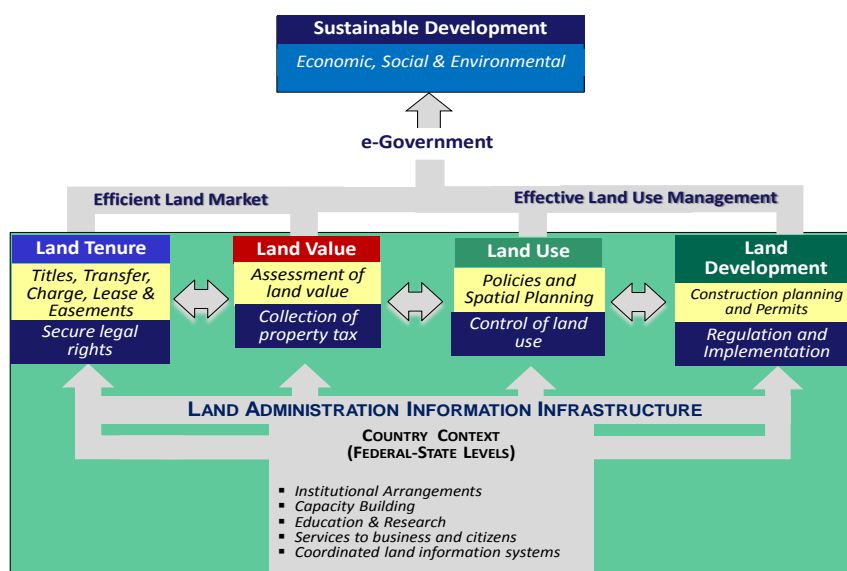 Sustainable Development
Economic, Social & Environmental
e-Government
Efficient Land Market
Effective Land Use Management
Land Tenure
Titles, Transfer,
Charge, Lease &
Easements
Secure legal
rights
Land Value
Assessment of
land value
Collection of
property tax
Land Use
Policies and
Spatial Planning
Control of land
use
Land
Development
Construction planning
and Permits
Regulation and
Implementation
LAND ADMINISTRATION INFORMATION INFRASTRUCTURE
COUNTRY CONTEXT
(FEDERAL-STATE LEVELS)
▪ Institutional Arrangements
▪ Capacity Building
▪ Education & Research
▪ Services to business and citizens
▪ Coordinated land information systems